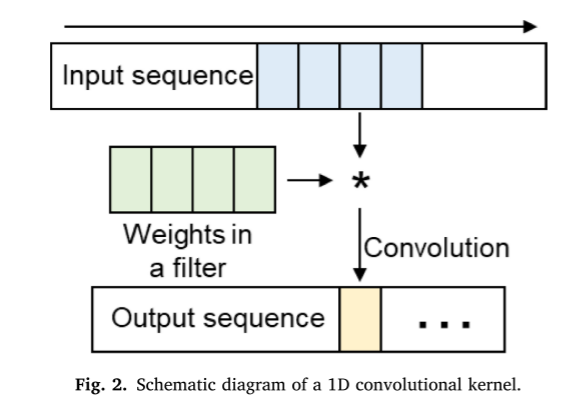 Input sequence
*
Weights in
a filter
Convolution
Output sequence
...
Fig. 2. Schematic diagram of a 1D convolutional kernel.